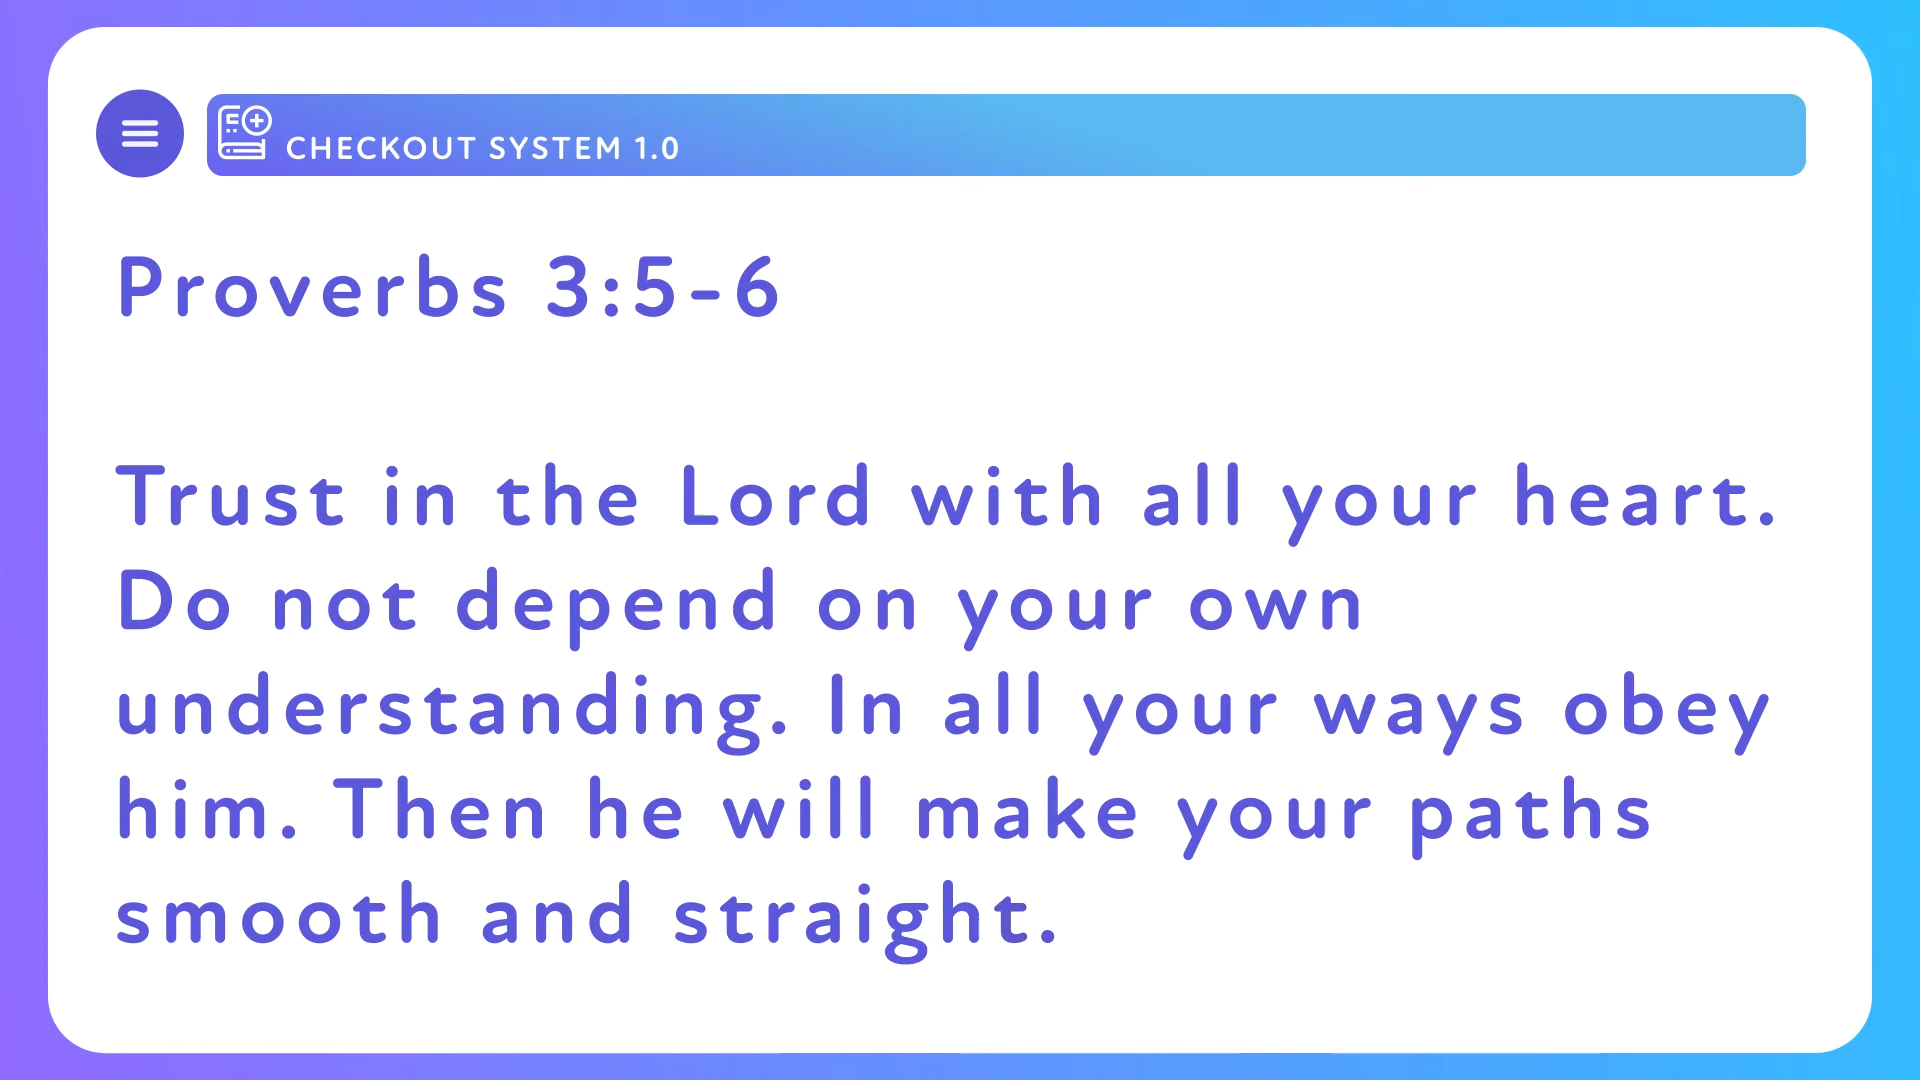 CHECKOUT SYSTEM 1.0
Proverbs 3:5-6
Trust in the Lord with all your heart.
Do not depend on your own
understanding. In all your ways obey
him. Then he will make your paths
smooth and straight.